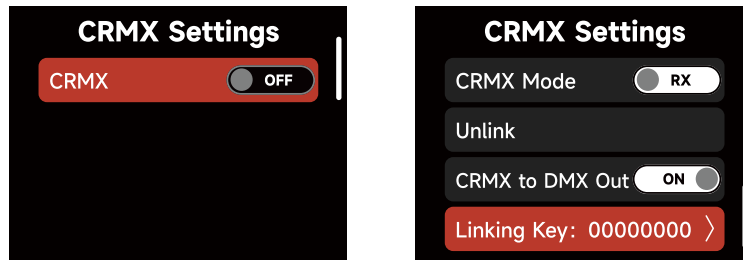 CRMX Settings
CRMX OFF
CRMX Settings
CRMX Mode RX
Unlink
CRMX to DMX Out ON
Linking Key: 00000000 〉